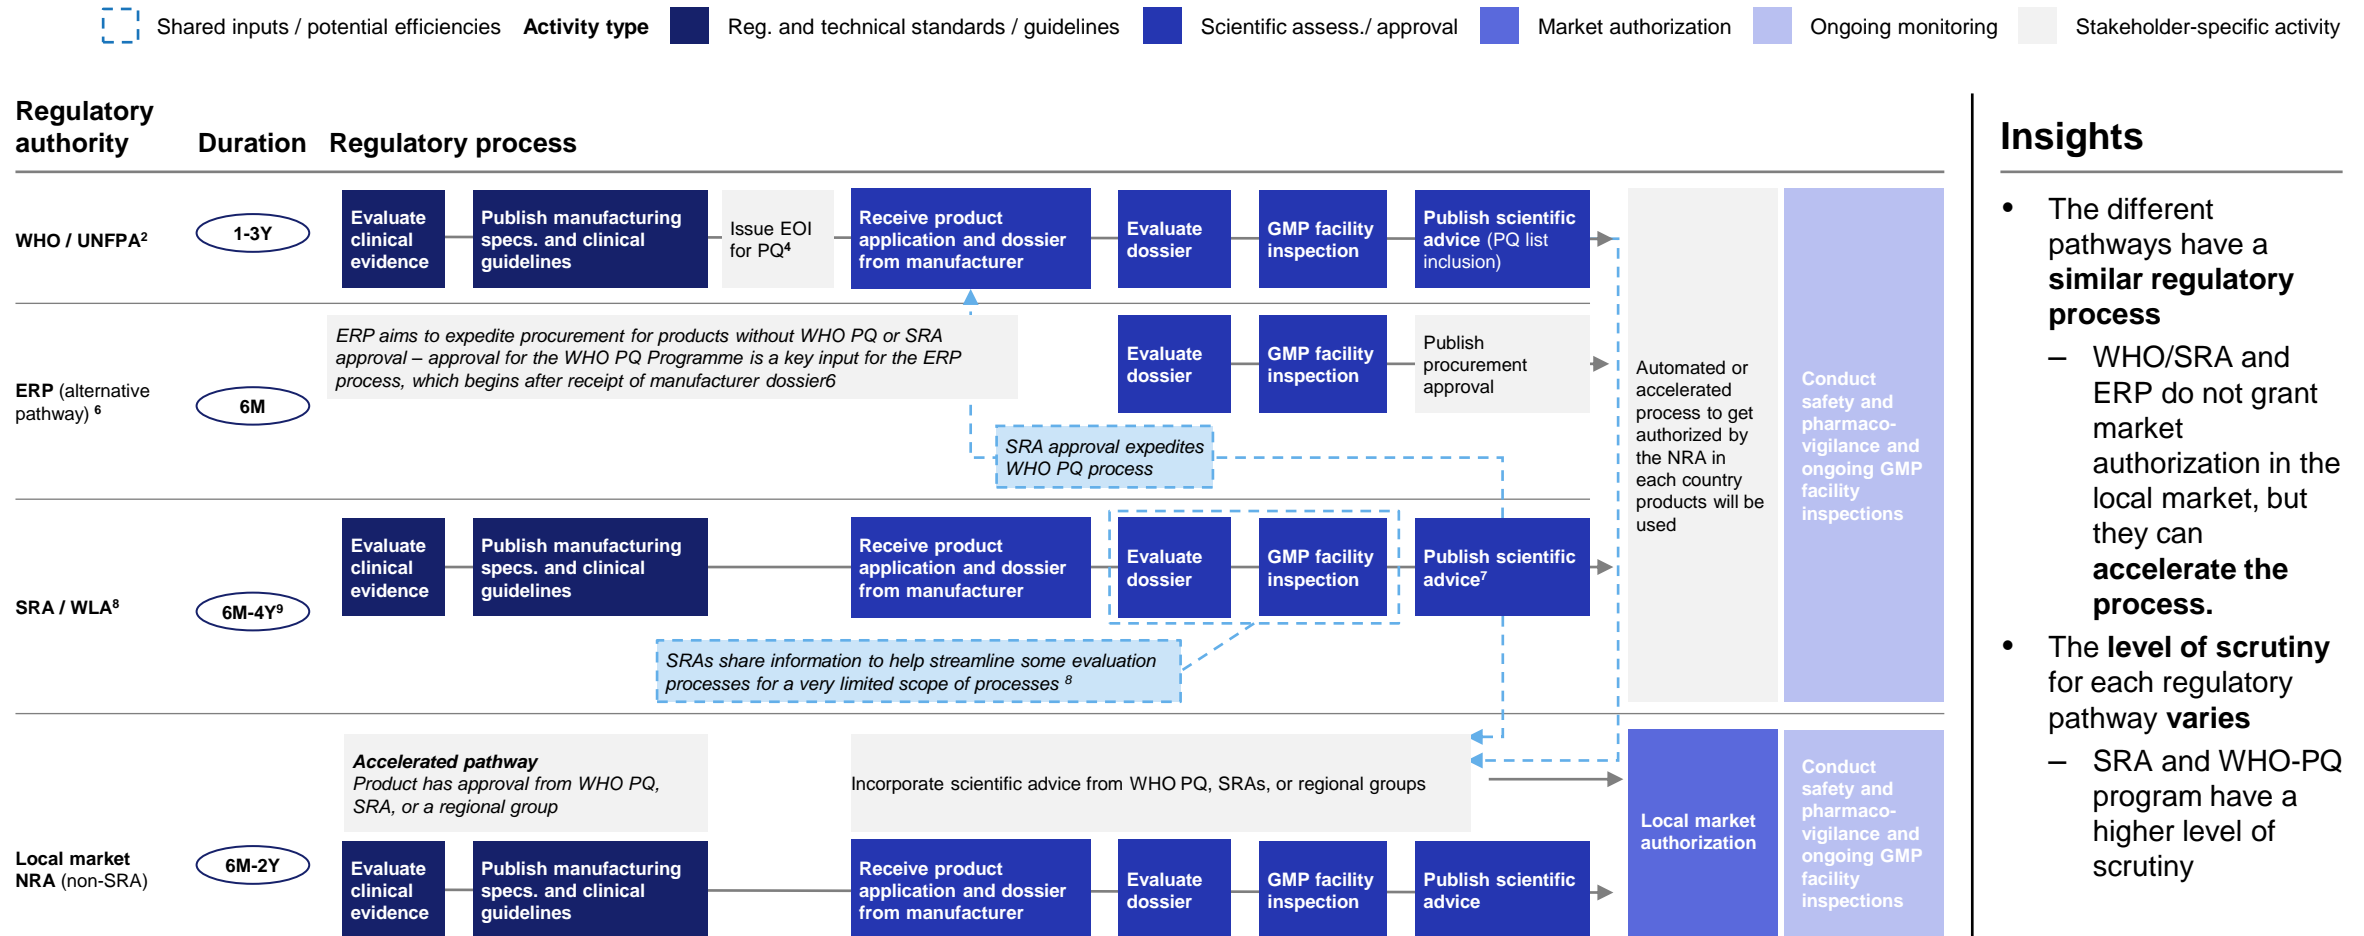 Shared inputs / potential efficiencies
Activity type
Reg. and technical standards / guidelines
Scientific assess./ approval
Market authorization
Ongoing monitoring
Stakeholder-specific activity
Regulatory
authority
Duration
Regulatory process
WHO / UNFPA²
1-3Y
Evaluate
clinical
evidence
Publish manufacturing
specs. and clinical
guidelines
Issue EOI
for PQ⁴
Receive product
application and dossier
from manufacturer
Evaluate
dossier
GMP facility
inspection
Publish scientific
advice (PQ list
inclusion)
ERP (alternative
pathway) ⁶
6M
ERP aims to expedite procurement for products without WHO PQ or SRA
approval – approval for the WHO PQ Programme is a key input for the ERP
process, which begins after receipt of manufacturer dossier6
Evaluate
dossier
GMP facility
inspection
Publish
procurement
approval
SRA approval expedites
WHO PQ process
SRA / WLA⁸
6M-4Y⁹
Evaluate
clinical
evidence
Publish manufacturing
specs. and clinical
guidelines
Receive product
application and dossier
from manufacturer
Evaluate
dossier
GMP facility
inspection
Publish scientific
advice⁷
SRAs share information to help streamline some evaluation
processes for a very limited scope of processes ⁸
Automated or
accelerated
process to get
authorized by
the NRA in
each country
products will be
used
Conduct
safety and
pharmaco-
vigilance and
ongoing GMP
facility
inspections
Local market
NRA (non-SRA)
6M-2Y
Accelerated pathway
Product has approval from WHO PQ,
SRA, or a regional group
Incorporate scientific advice from WHO PQ, SRAs, or regional groups
Evaluate
clinical
evidence
Publish manufacturing
specs. and clinical
guidelines
Receive product
application and dossier
from manufacturer
Evaluate
dossier
GMP facility
inspection
Publish scientific
advice
Local market
authorization
Conduct
safety and
pharmaco-
vigilance and
ongoing GMP
facility
inspections
Insights
• The different
pathways have a
similar regulatory
process
– WHO/SRA and
ERP do not grant
market
authorization in the
local market, but
they can
accelerate the
process.
• The level of scrutiny
for each regulatory
pathway varies
– SRA and WHO-PQ
program have a
higher level of
scrutiny